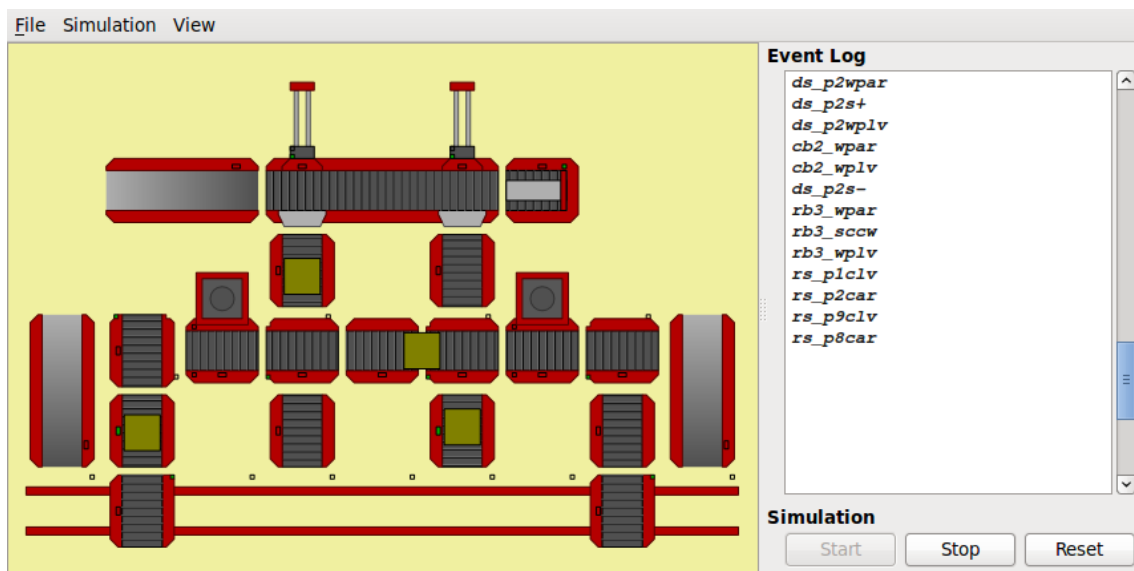 File Simulation View
Event Log
ds_p2wpar
ds_p2s+
ds_p2wplv
cb2_wpar
cb2_wplv
ds_p2s-
rb3_wpar
rb3_sccw
rb3_wplv
rs_p1clv
rs_p2car
rs_p9clv
rs_p8car
Simulation
Start Stop Reset